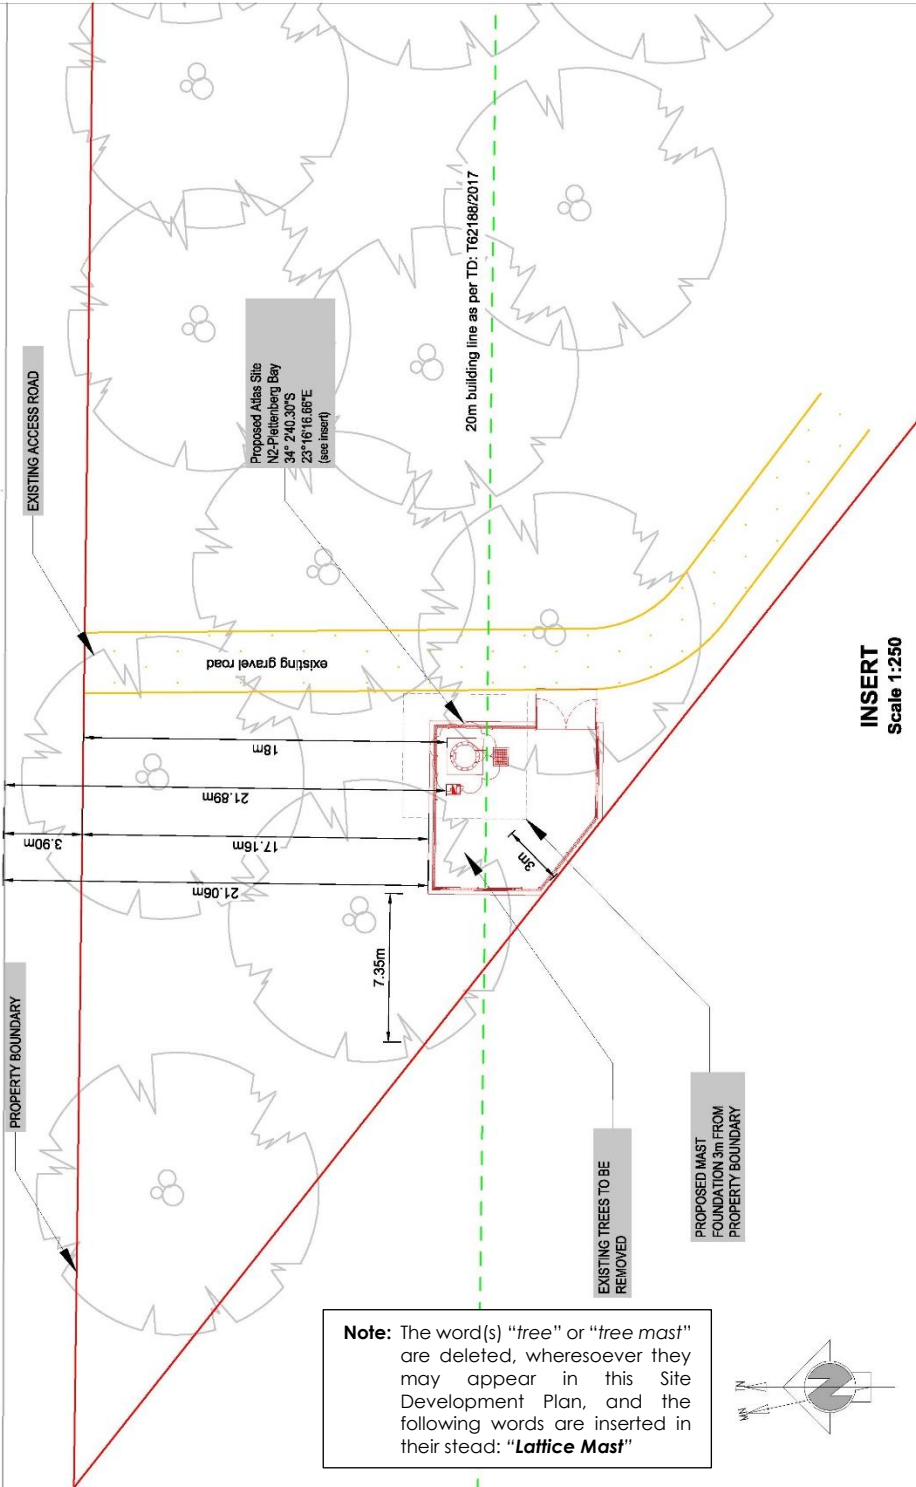 EXISTING ACCESS ROAD
Proposed Atlas Site
N2-Plettenberg Bay
34° 2'40.30"S
23°16'16.66"E
(see insert)
20m building line as per TD: T62188/2017
existing gravel road
18m
21.89m
3.90m
17.16m
21.06m
7.35m
3m
PROPERTY BOUNDARY
EXISTING TREES TO BE
REMOVED
PROPOSED MAST
FOUNDATION 3m FROM
PROPERTY BOUNDARY
INSERT
Scale 1:250
Note: The word(s) “tree” or “tree mast”
are deleted, wheresoever they
may appear in this Site
Development Plan, and the
following words are inserted in
their stead: “Lattice Mast”
TN
MN